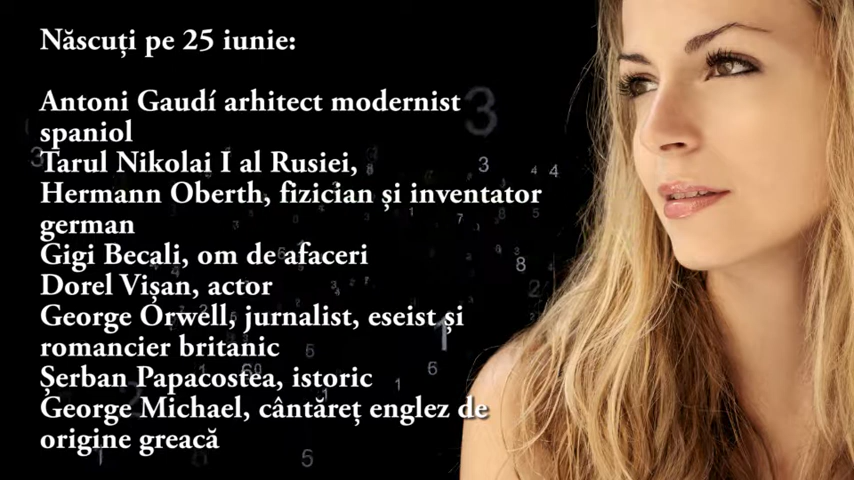 Născuți pe 25 iunie:
Antoni Gaudí arhitect modernist
spaniol
Tarul Nikolai I al Rusiei,
Hermann Oberth, fizician și inventator
german
Gigi Becali, om de afaceri
Dorel Vișan, actor
George Orwell, jurnalist, eseist și
romancier britanic
Șerban Papacostea, istoric
George Michael, cântăreț englez de
origine greacă